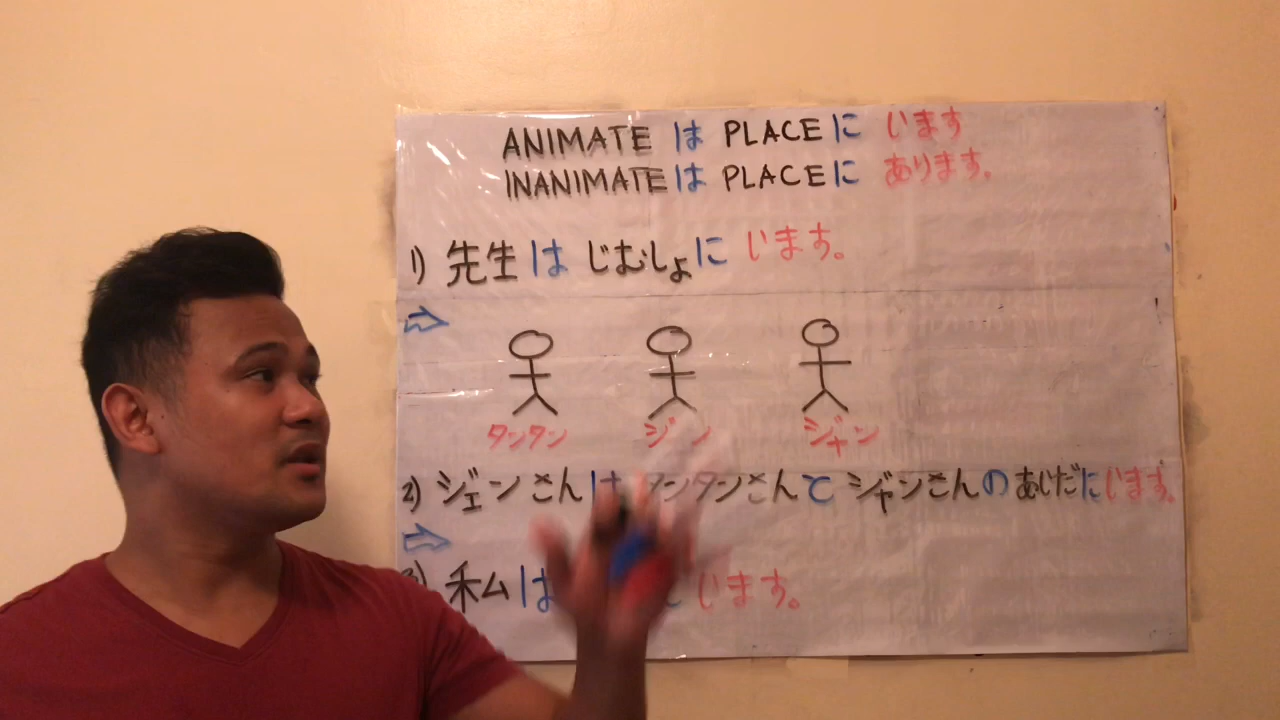 ANIMATE は PLACE に います
INANIMATE は PLACE に あります。
1) 先生 は じむしょ に います。
タンタン ジャン
2) ジェンさん は タンタンさん と ジャンさん の あいだ に います。
私 は います。